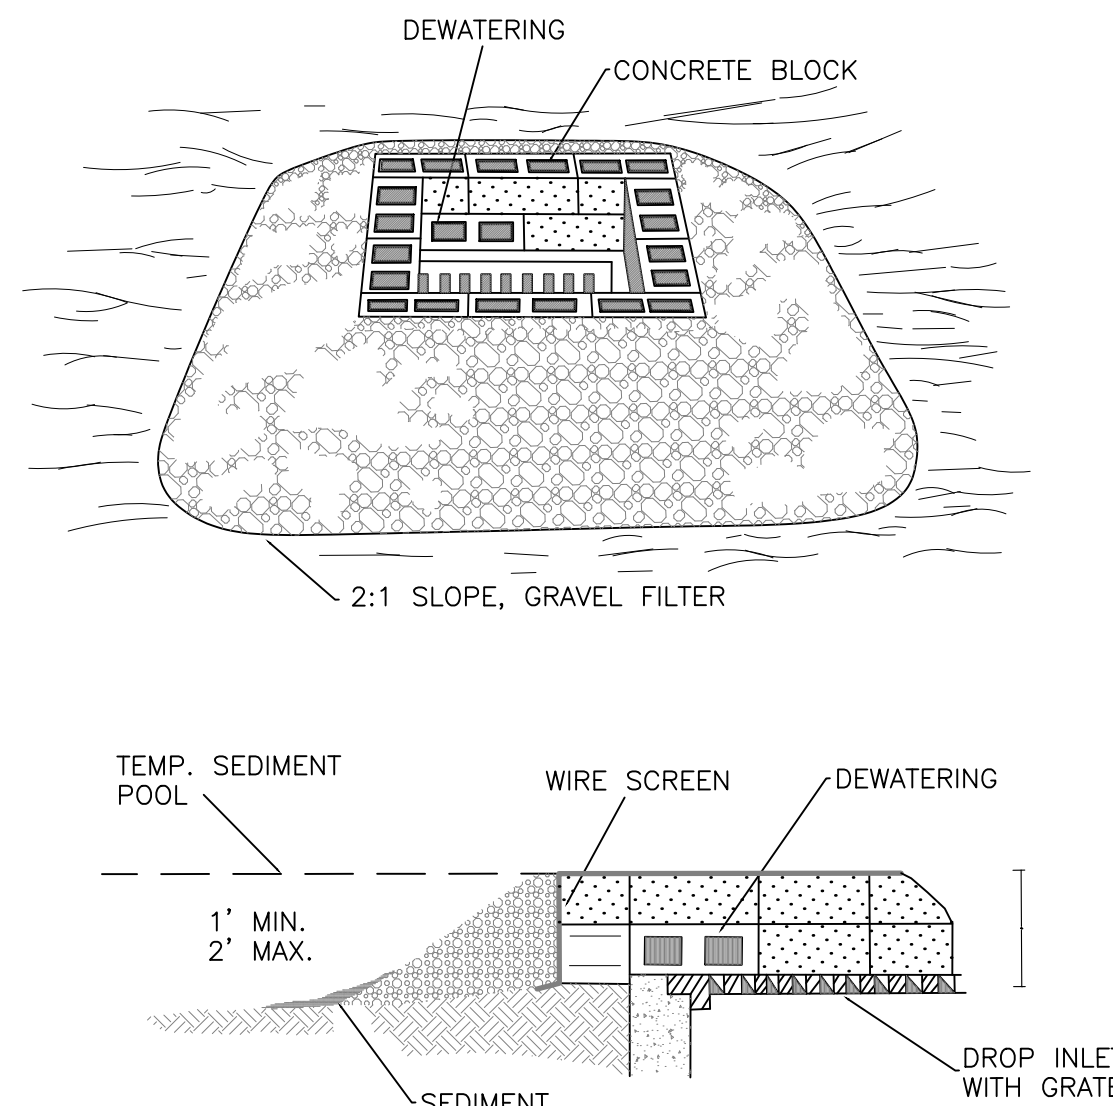 DEWATERING
CONCRETE BLOCK
2:1 SLOPE, GRAVEL FILTER
TEMP. SEDIMENT
POOL
WIRE SCREEN
DEWATERING
1' MIN.
2' MAX.
DROP INLET
WITH GRATE
SEDIMENT